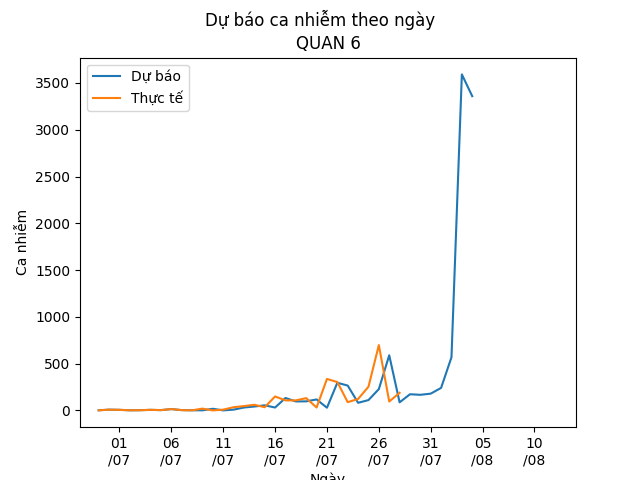 Dự báo ca nhiễm theo ngày
QUAN 6
Dự báo
Thực tế
Ca nhiễm
3500
3000
2500
2000
1500
1000
500
0
01 06 11 16 21 26 31 05 10
/07 /07 /07 /07 /07 /07 /07 /08 /08
Ngày